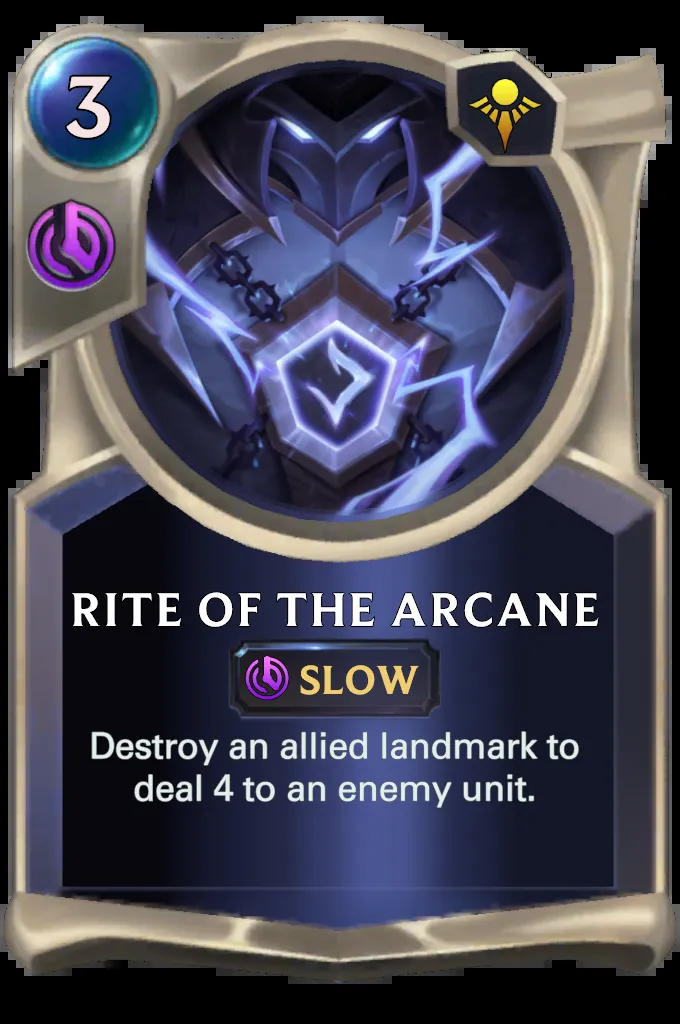 3
RITE OF THE ARCANE
SLOW
Destroy an allied landmark to
deal 4 to an enemy unit.